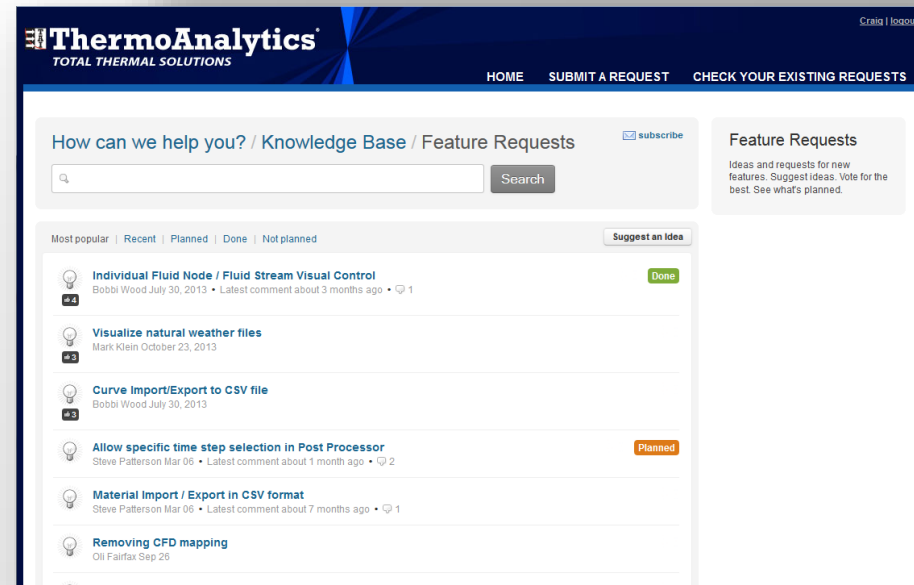 Craig | logou
ThermoAnalytics
TOTAL THERMAL SOLUTIONS
HOME SUBMIT A REQUEST CHECK YOUR EXISTING REQUESTS
How can we help you? / Knowledge Base / Feature Requests
subscribe
Search
Feature Requests
Ideas and requests for new
features. Suggest ideas. Vote for the
best. See what's planned.
Most popular | Recent | Planned | Done | Not planned
Suggest an Idea
Individual Fluid Node / Fluid Stream Visual Control
Done
Bobbi Wood July 30, 2013 • Latest comment about 3 months ago • 1
4
Visualize natural weather files
Mark Klein October 23, 2013
3
Curve Import/Export to CSV file
Bobbi Wood July 30, 2013
3
Allow specific time step selection in Post Processor
Planned
Steve Patterson Mar 06 • Latest comment about 1 month ago • 2
Material Import / Export in CSV format
Steve Patterson Mar 06 • Latest comment about 7 months ago • 1
Removing CFD mapping
Oli Fairfax Sep 26